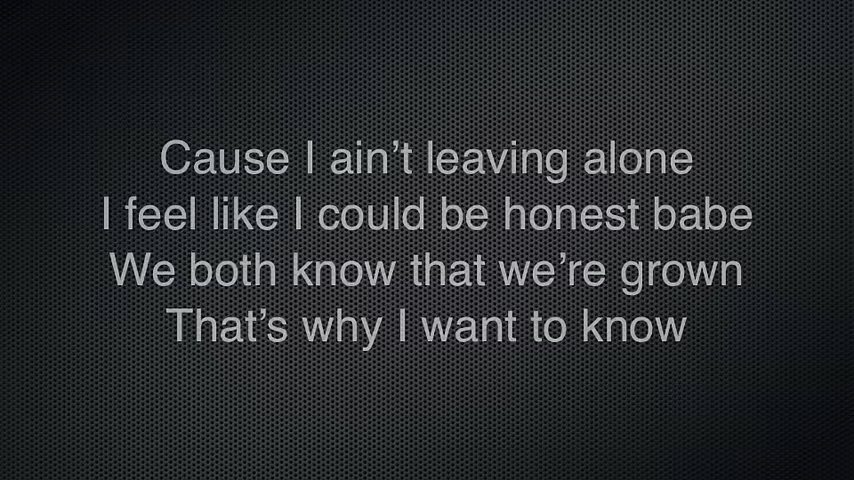 Cause I ain’t leaving alone
I feel like I could be honest babe
We both know that we’re grown
That’s why I want to know